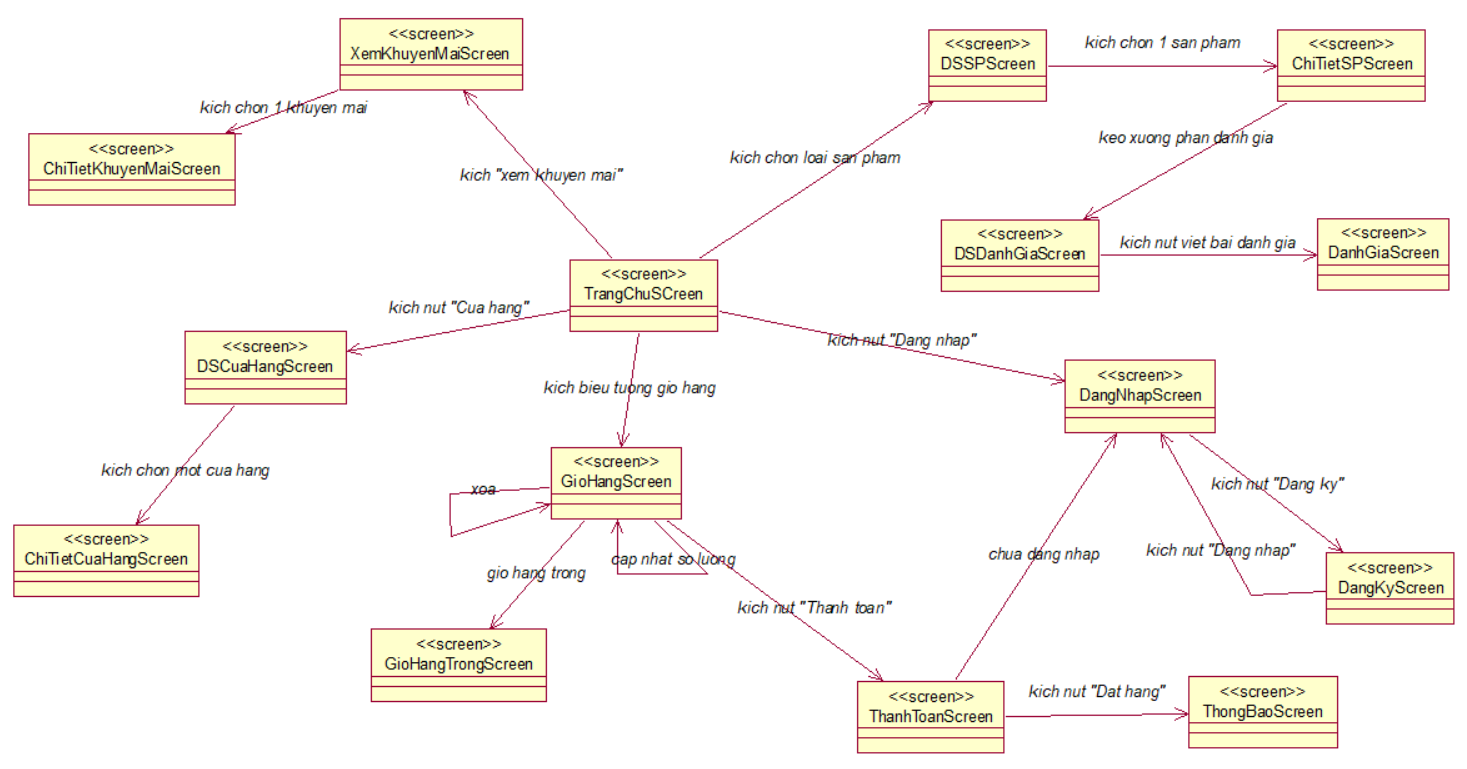 <<screen>>
XemKhuyenMaiScreen
<<screen>>
DSSPScreen
kich chon 1 san pham
<<screen>>
ChiTietSPScreen
kich chon 1 khuyen mai
<<screen>>
ChiTietKhuyenMaiScreen
kich "xem khuyen mai"
kich chon loai san pham
keo xuong phan danh gia
<<screen>>
DSDanhGiaScreen
kich nut viet bai danh gia
<<screen>>
DanhGiaScreen
<<screen>>
TrangChuSCreen
kich nut "Cua hang"
kich nut "Dang nhap"
<<screen>>
DSCuaHangScreen
kich bieu tuong gio hang
<<screen>>
DangNhapScreen
kich chon mot cua hang
<<screen>>
GioHangScreen
xoa
kich nut "Dang ky"
<<screen>>
ChiTietCuaHangScreen
gio hang trong
cap nhat so luong
chua dang nhap
kich nut "Dang nhap"
<<screen>>
DangKyScreen
kich nut "Thanh toan"
<<screen>>
GioHangTrongScreen
<<screen>>
ThanhToanScreen
kich nut "Dat hang"
<<screen>>
ThongBaoScreen